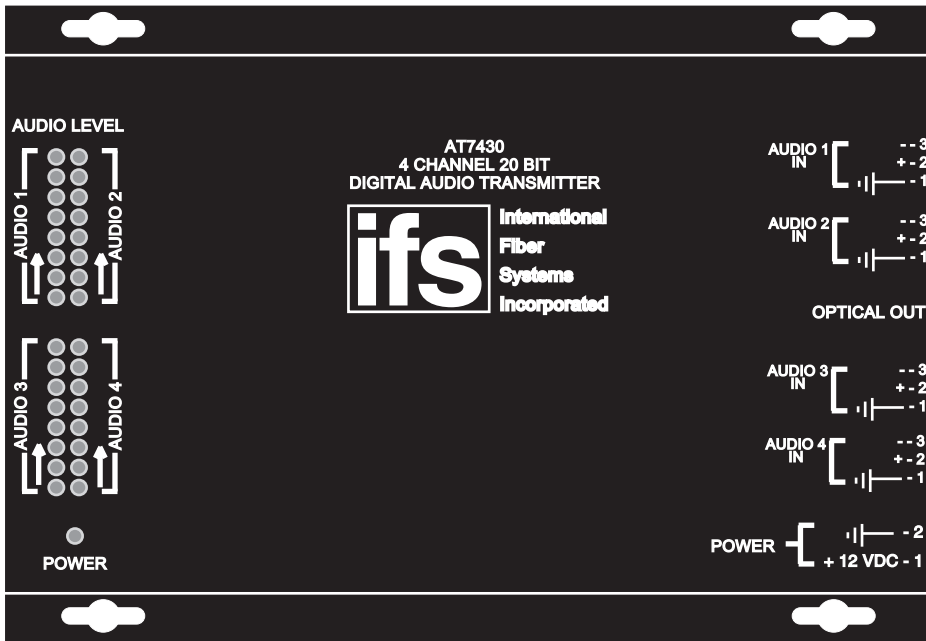 AUDIO LEVEL
AUDIO 1
AUDIO 2
AUDIO 3
AUDIO 4
POWER
AT7430
4 CHANNEL 20 BIT
DIGITAL AUDIO TRANSMITTER
ifs
International
Fiber
Systems
Incorporated
AUDIO 1
IN
- - 3
+ - 2
- 1
AUDIO 2
IN
- - 3
+ - 2
- 1
OPTICAL OUT
AUDIO 3
IN
- - 3
+ - 2
- 1
AUDIO 4
IN
- - 3
+ - 2
- 1
POWER
- 2
+ 12 VDC - 1